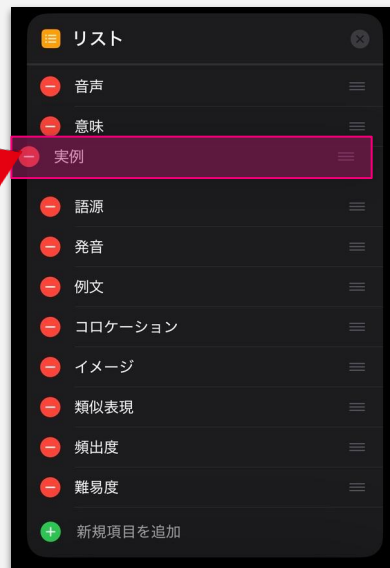 リスト
音声
意味
実例
語源
発音
例文
コロケーション
イメージ
類似表現
頻出度
難易度
新規項目を追加